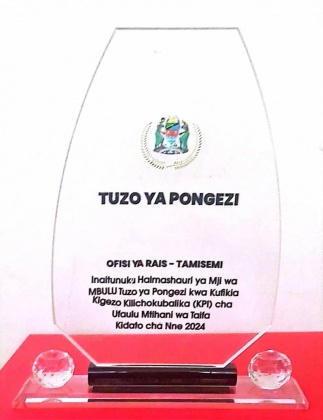 TUZO YA PONGEZI
OFISI YA RAIS - TAMISEMI
Inaitunuku Halmashauri ya Mji wa
MBULU Tuzo ya Pongezi kwa Kufikia
Kigezo Kilichokubalika (KPI) cha
Ufaulu Mtihani wa Taifa
Kidato cha Nne 2024